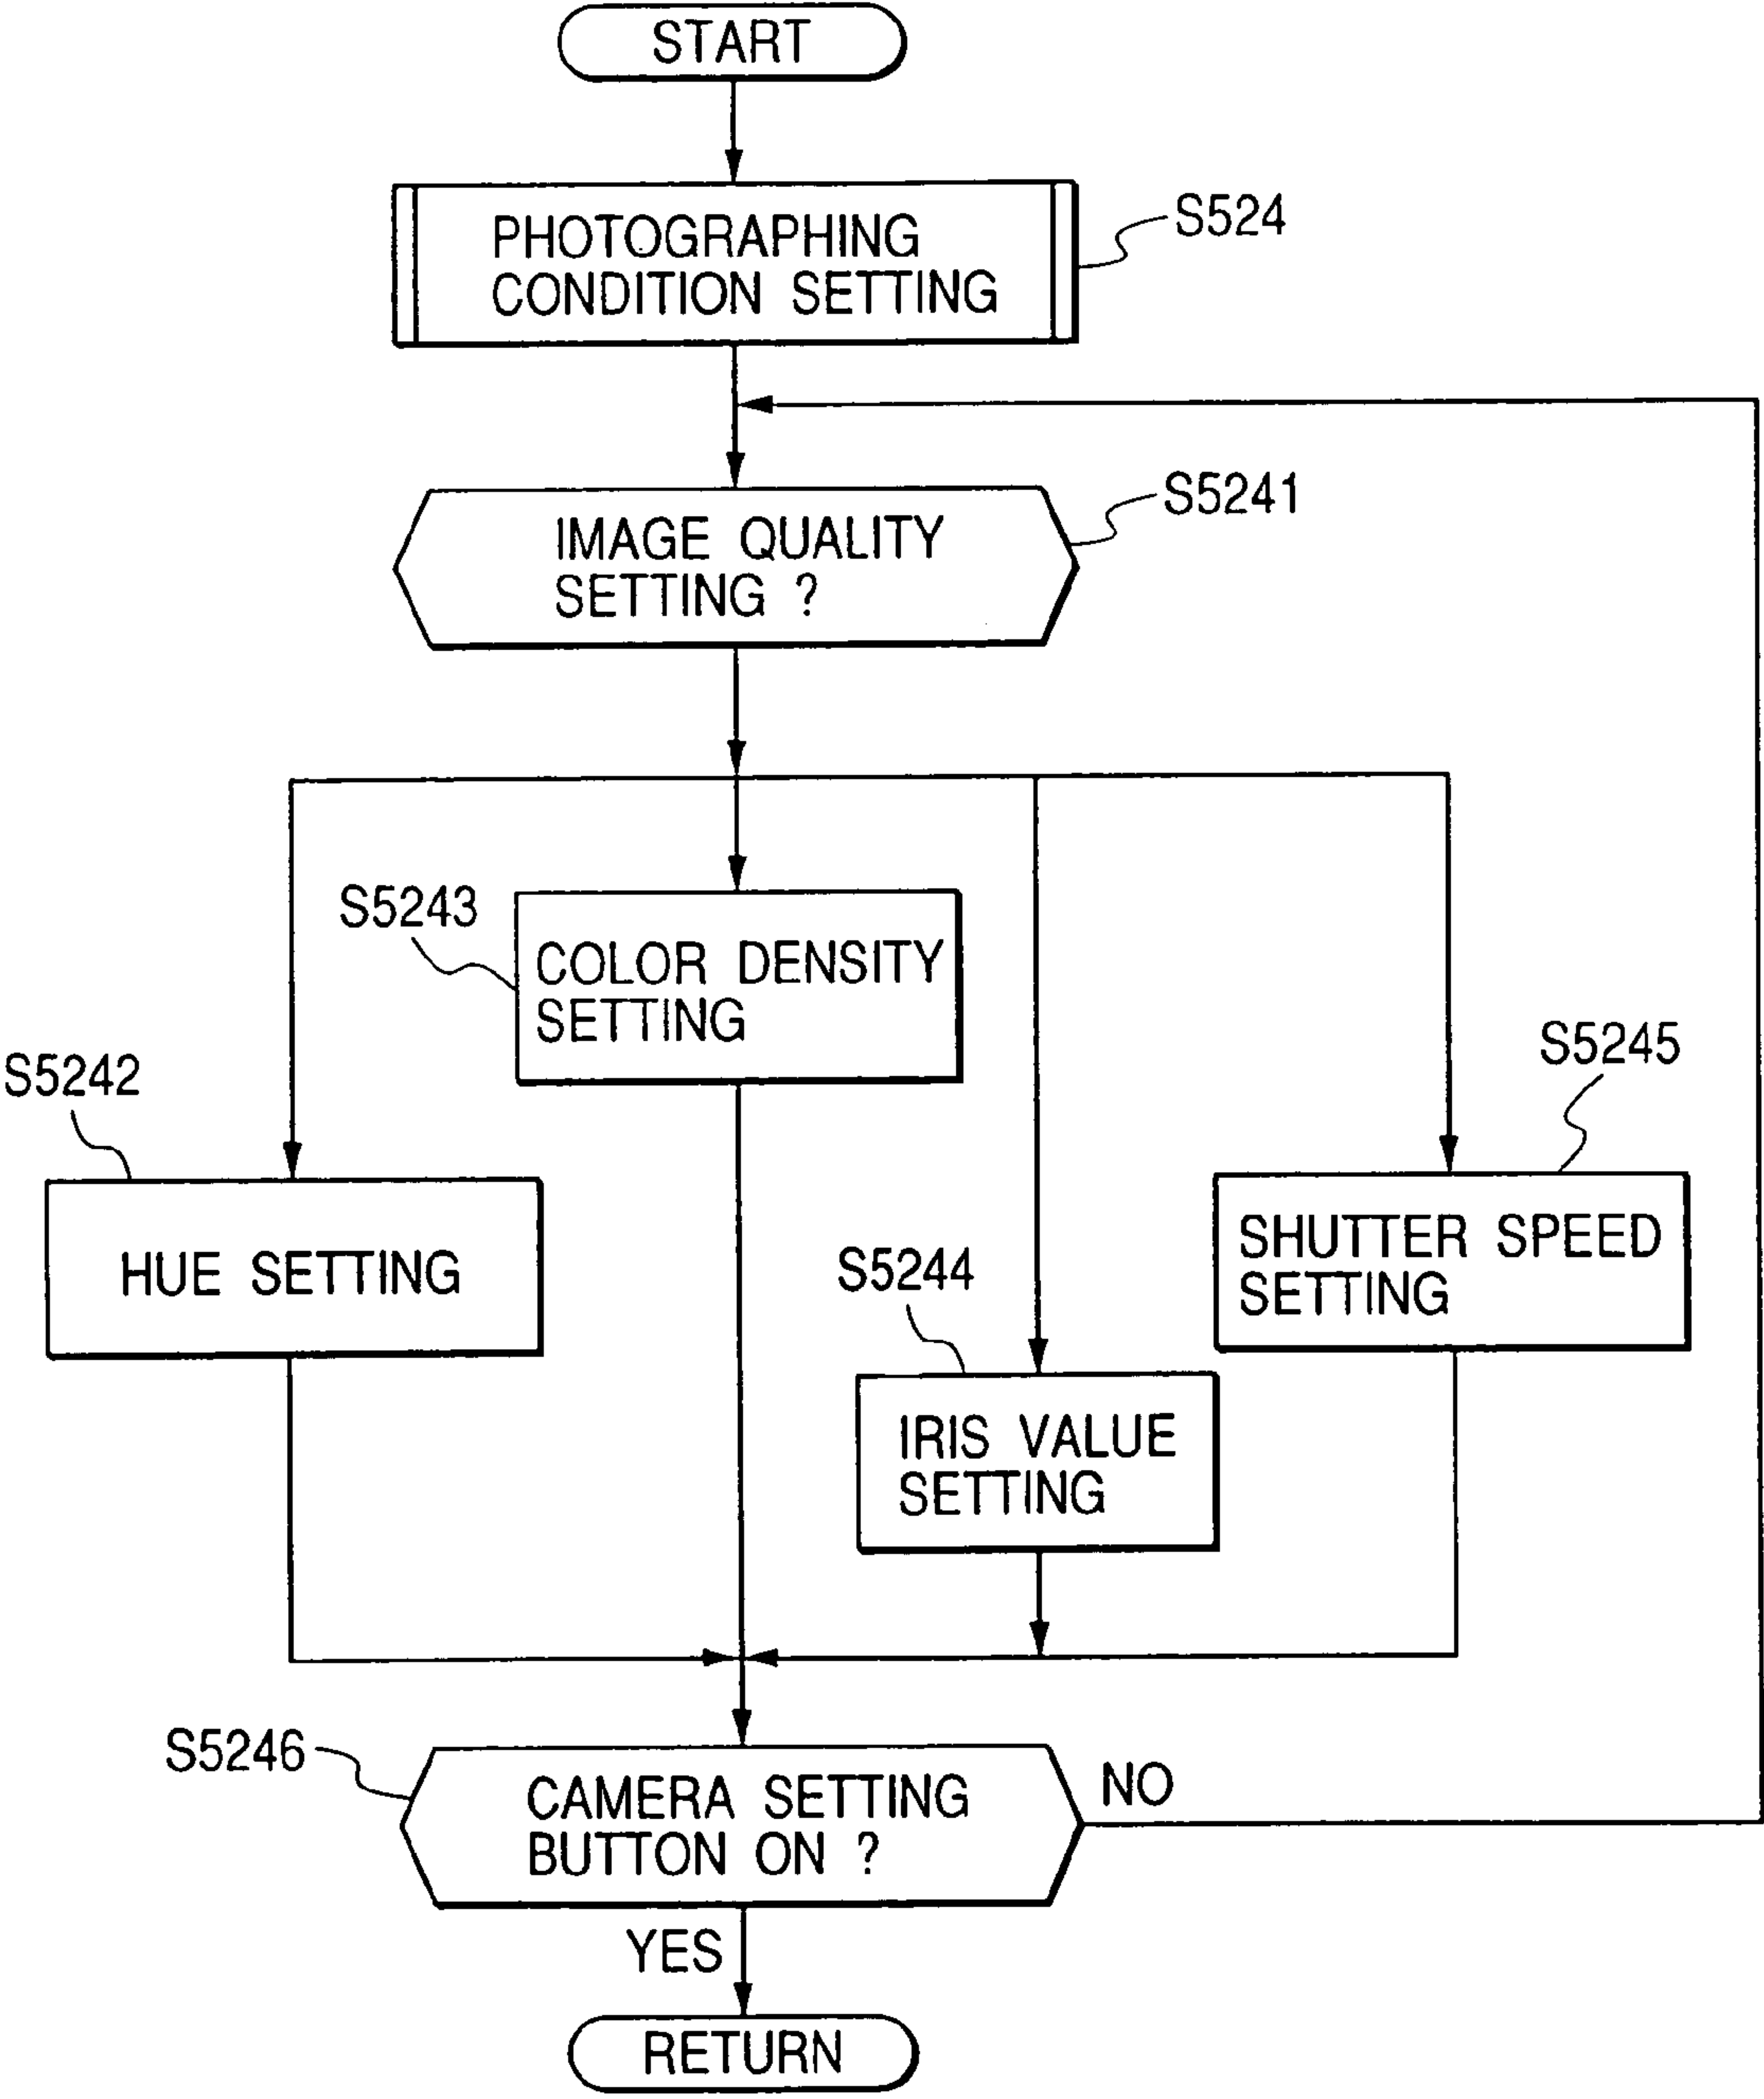 START
PHOTOGRAPHING
CONDITION SETTING
S524
IMAGE QUALITY
SETTING ?
S5241
S5243
COLOR DENSITY
SETTING
S5242
HUE SETTING
S5245
SHUTTER SPEED
SETTING
S5244
IRIS VALUE
SETTING
S5246
CAMERA SETTING
BUTTON ON ?
NO
YES
RETURN